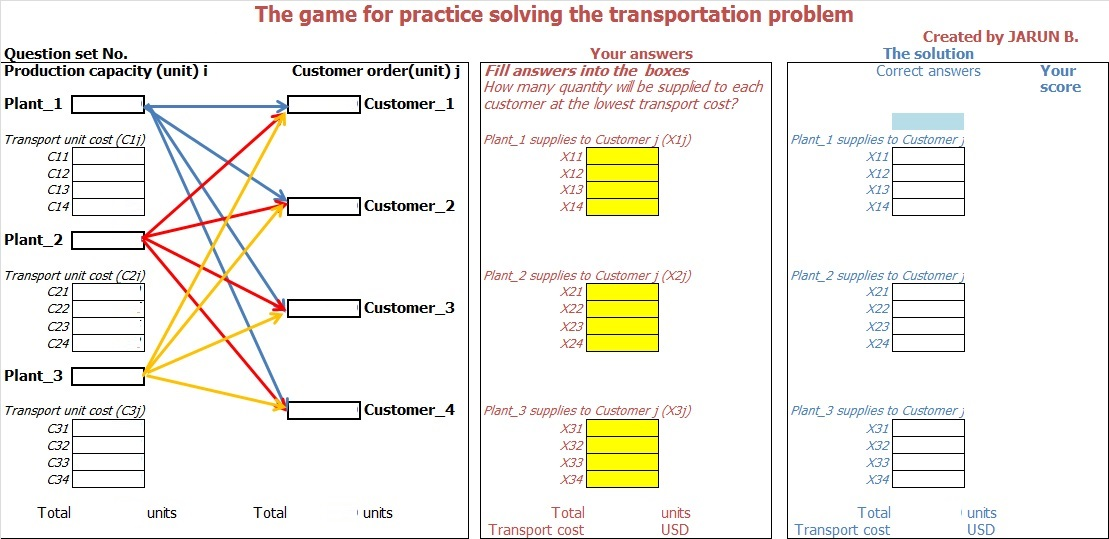 The game for practice solving the transportation problem
Created by JARUN B.
Question set No.
Production capacity (unit) i
Customer order(unit) j
Plant_1
Customer_1
Transport unit cost (C1j)
C11
C12
C13
C14
Customer_2
Plant_2
Transport unit cost (C2j)
C21
C22
C23
C24
Customer_3
Plant_3
Transport unit cost (C3j)
C31
C32
C33
C34
Customer_4
Total units
Total units
Your answers
Fill answers into the boxes
How many quantity will be supplied to each
customer at the lowest transport cost?
Plant_1 supplies to Customer j (X1j)
X11
X12
X13
X14
Plant_2 supplies to Customer j (X2j)
X21
X22
X23
X24
Plant_3 supplies to Customer j (X3j)
X31
X32
X33
X34
Total units
Transport cost USD
The solution
Correct answers
Your
score
Plant_1 supplies to Customer j
X11
X12
X13
X14
Plant_2 supplies to Customer j
X21
X22
X23
X24
Plant_3 supplies to Customer j
X31
X32
X33
X34
Total units
Transport cost USD